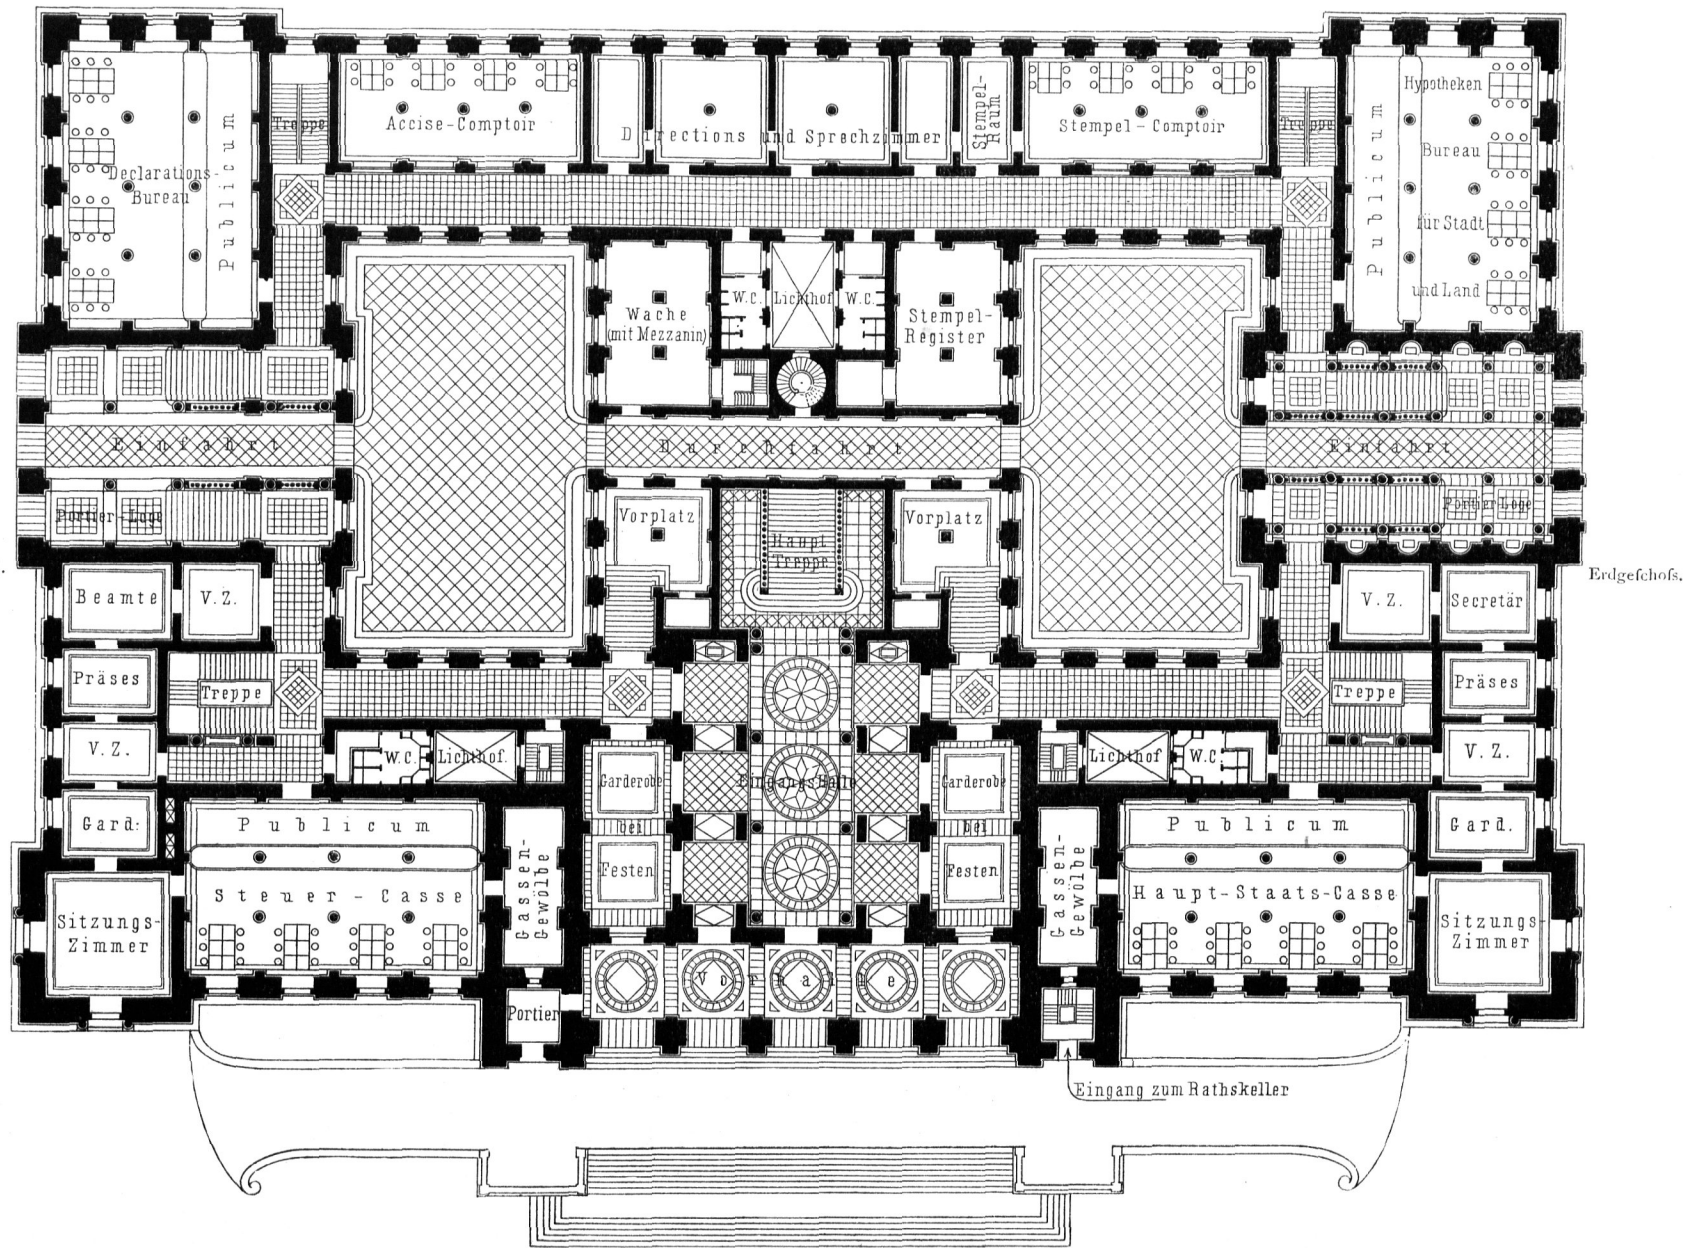 Treppe
Accise-Comptoir
Directions und Sprechzimmer
Stempel-
Raum
Stempel-Comptoir
Treppe
Hypotheken
Bureau
für Stadt
und Land
Publicum
Declarations-
Bureau
Publicum
Wache
(mit Mezzanin)
W.C.
Lichthof
W.C.
Stempel-
Register
Einfahrt
Durchfahrt
Einfahrt
Portier-Loge
Vorplatz
Haupt
Treppe
Vorplatz
Portier Loge
Erdgeſchoſs.
Beamte
V.Z.
V.Z.
Secretär
Präses
Treppe
Treppe
Präses
V.Z.
W.C.
Lichthof.
Garderobe
bei
Festen
EingangsHalle
Garderobe
bei
Festen
Lichthof
W.C.
V.Z.
Gard:
Publicum
Steuer-Casse
Cassen-
Gewölbe
Cassen-
Gewölbe
Publicum
Haupt-Staats-Casse
Gard.
Sitzungs-
Zimmer
Sitzungs-
Zimmer
Portier
Vorhalle
Eingang zum Rathskeller